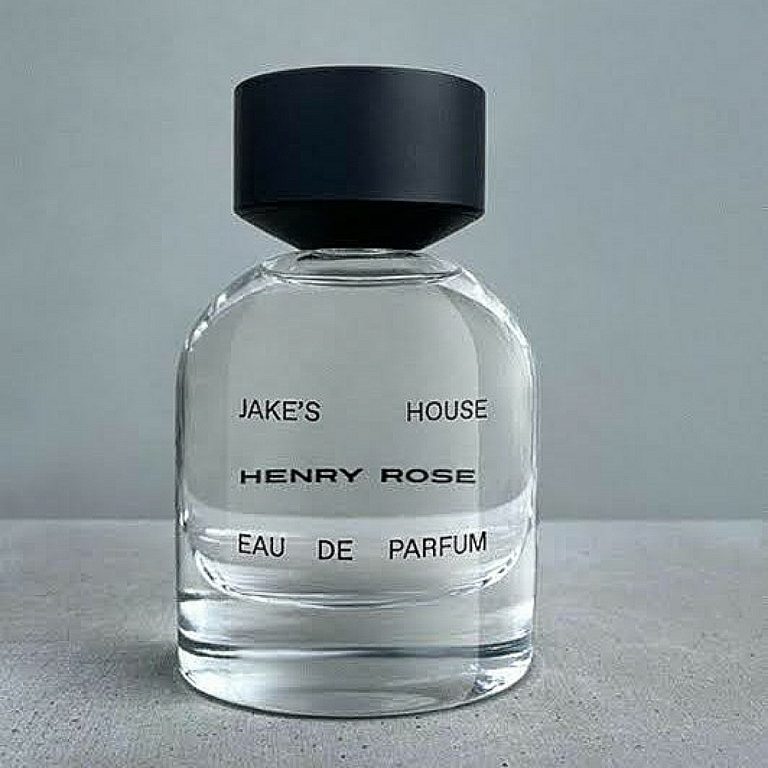 JAKE’S HOUSE
HENRY ROSE
EAU DE PARFUM